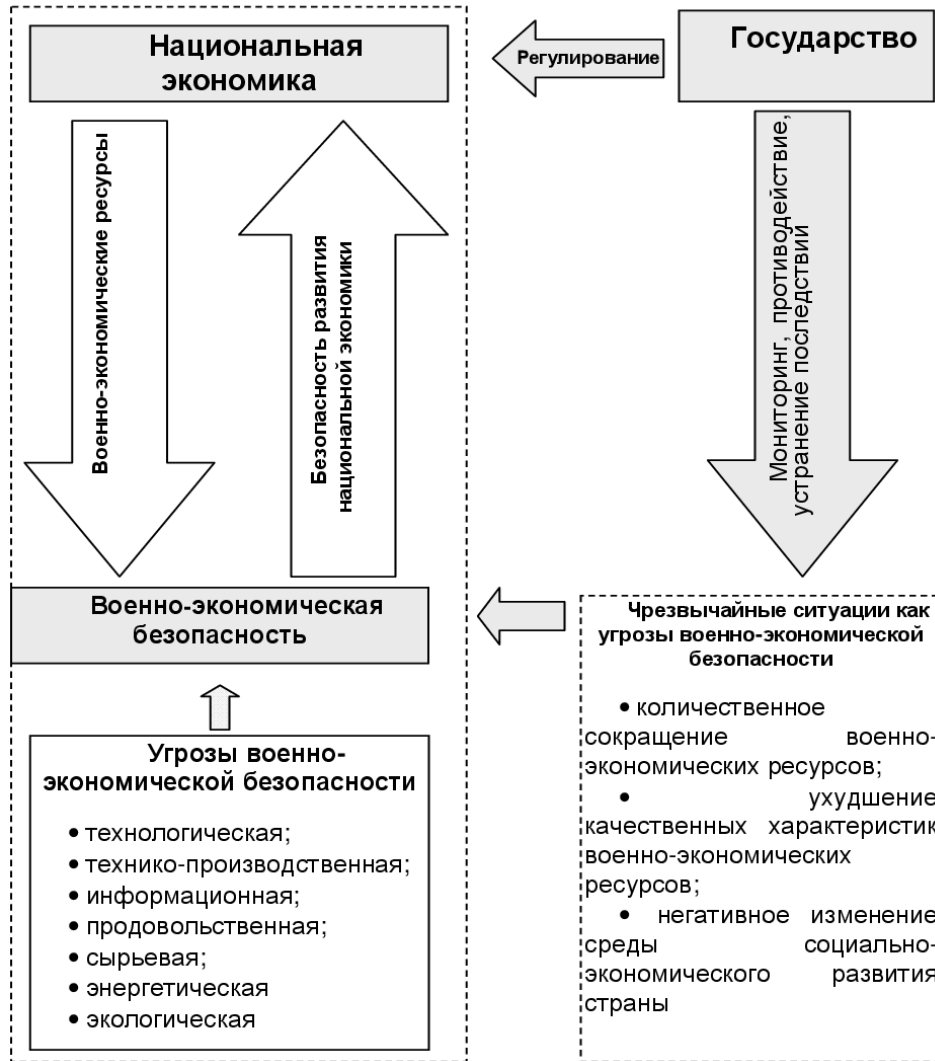 Национальная
экономика
Регулирование
Государство
Военно-экономические ресурсы
Безопасность развития
национальной экономики
Мониторинг, противодействие,
устранение последствий
Военно-экономическая
безопасность
Угрозы военно-
экономической безопасности
• технологическая;
• технико-производственная;
• информационная;
• продовольственная;
• сырьевая;
• энергетическая
• экологическая
Чрезвычайные ситуации как
угрозы военно-экономической
безопасности
• количественное
сокращение военно-
экономических ресурсов;
• ухудшение
качественных характеристик
военно-экономических
ресурсов;
• негативное изменение
среды социально-
экономического развития
страны